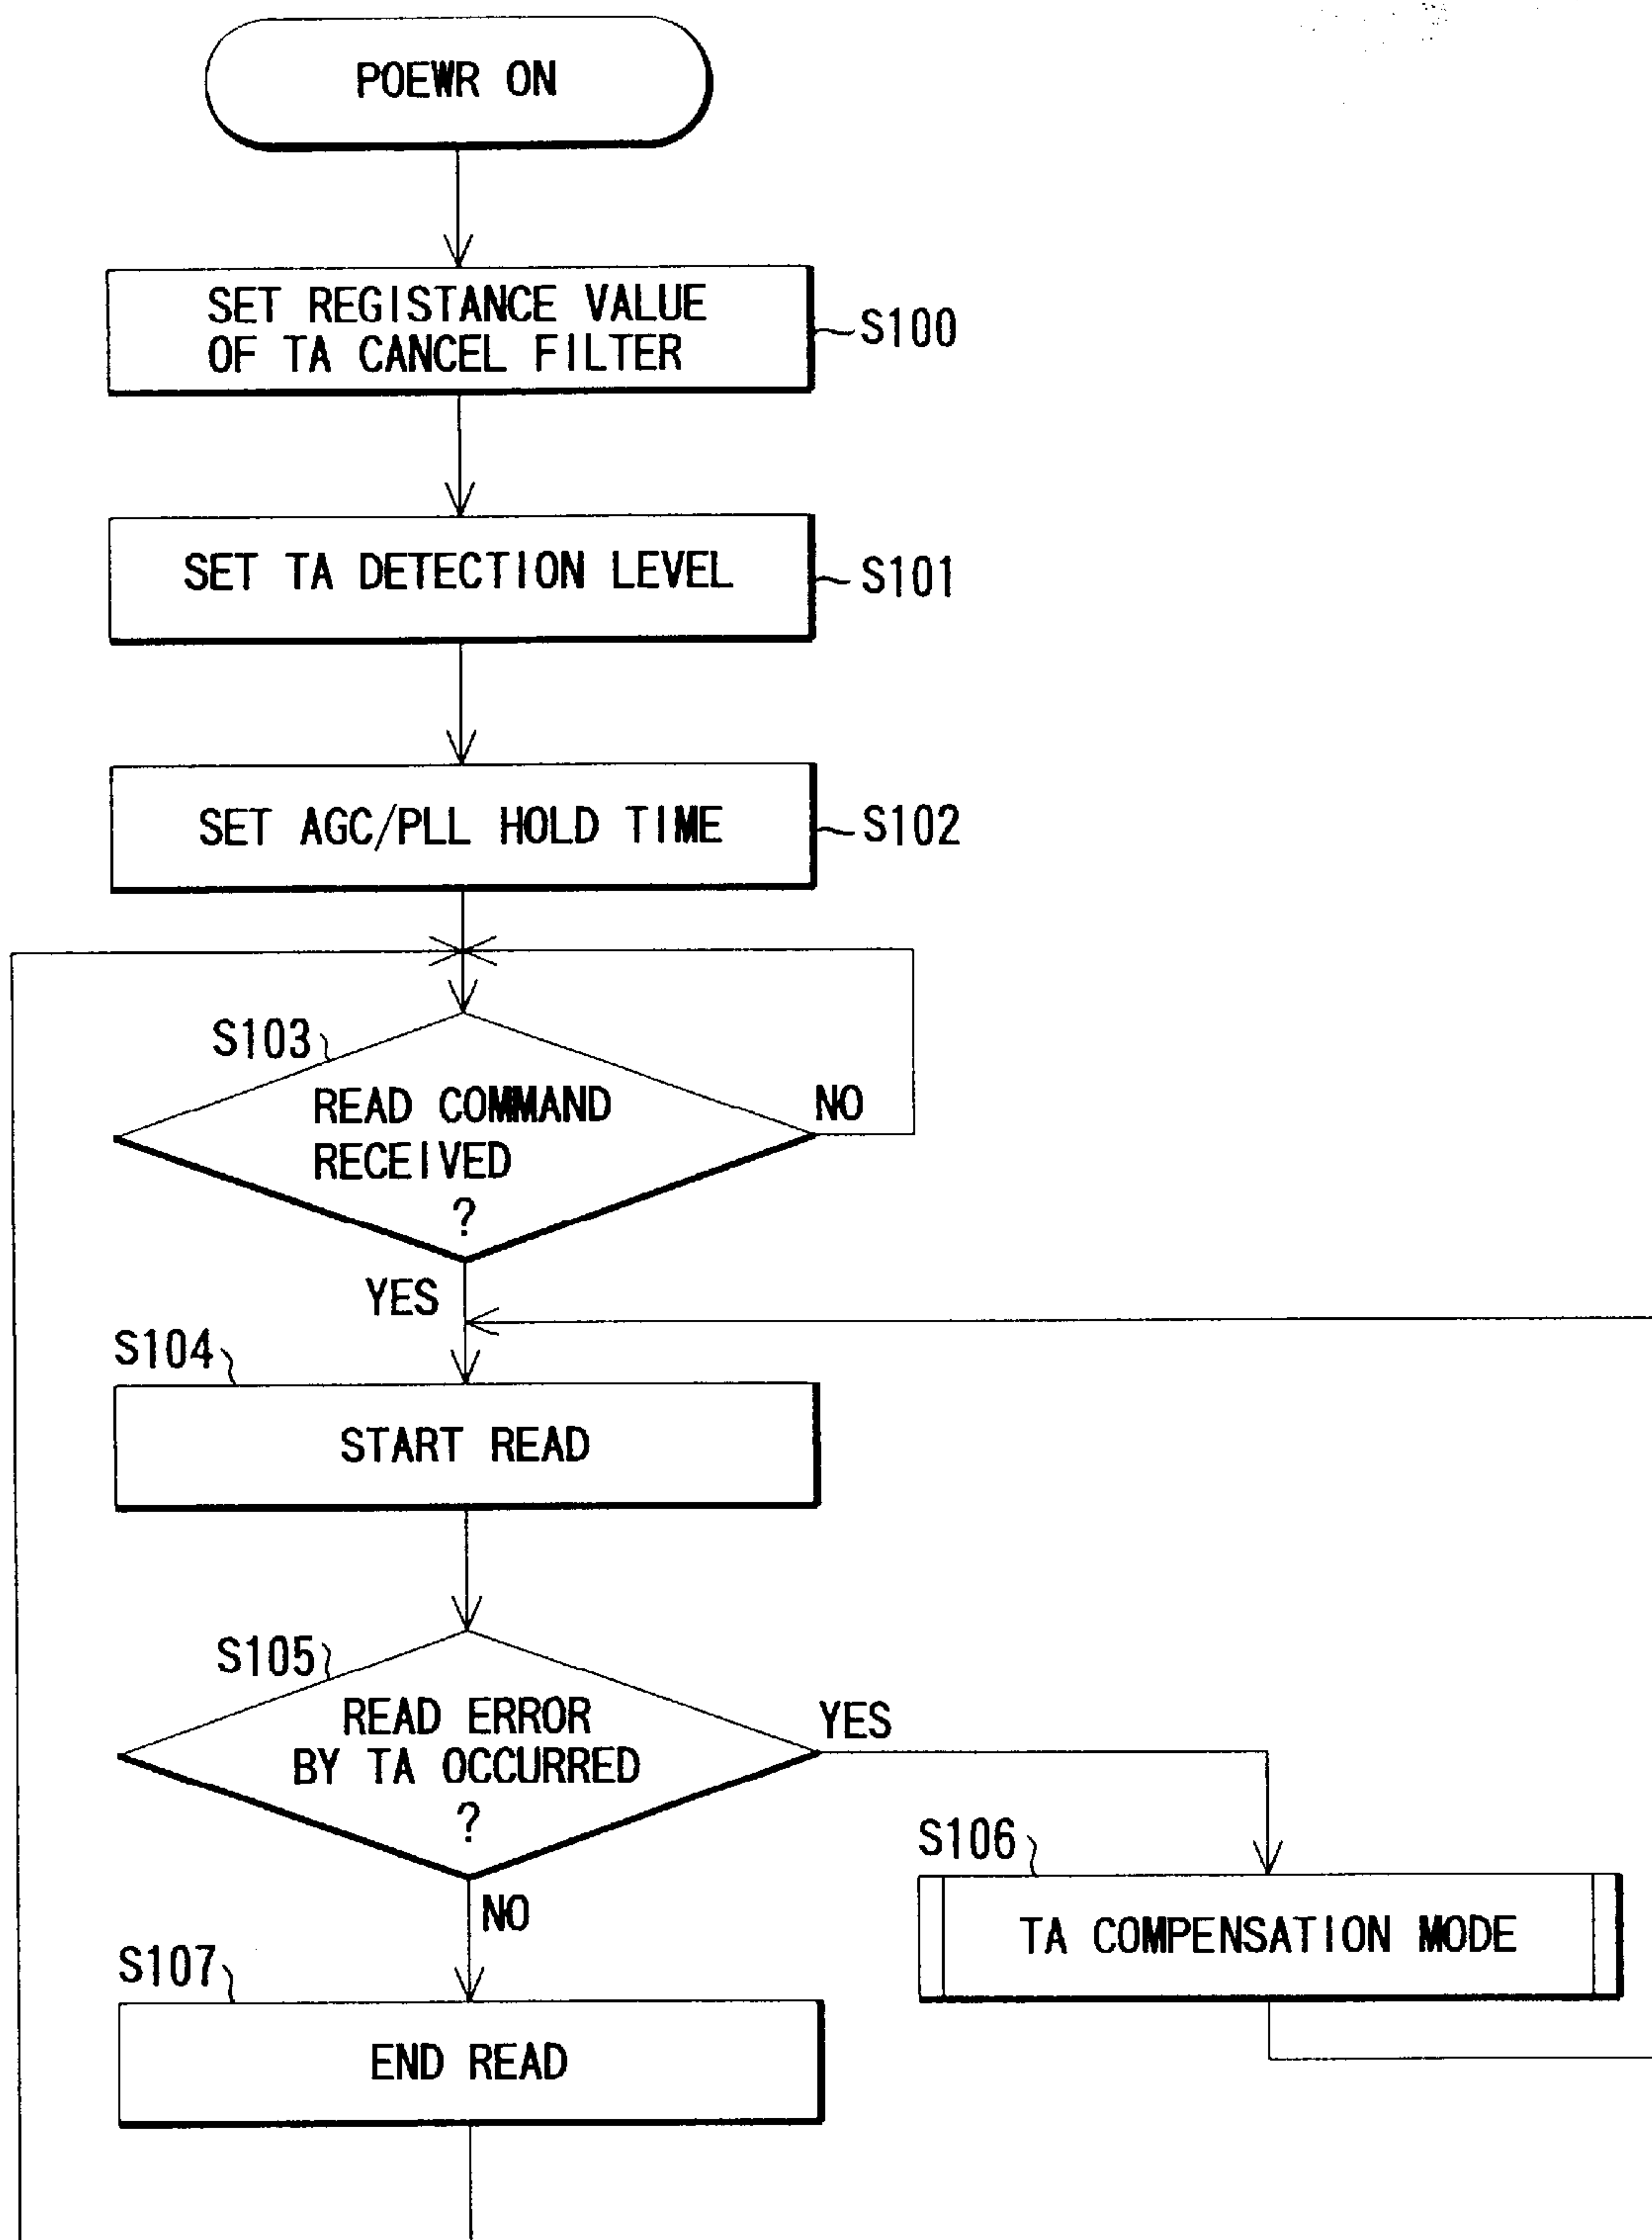 POEWR ON
SET REGISTANCE VALUE
OF TA CANCEL FILTER
S100
SET TA DETECTION LEVEL
S101
SET AGC/PLL HOLD TIME
S102
S103
READ COMMAND
RECEIVED
?
NO
YES
S104
START READ
S105
READ ERROR
BY TA OCCURRED
?
YES
NO
S106
TA COMPENSATION MODE
S107
END READ